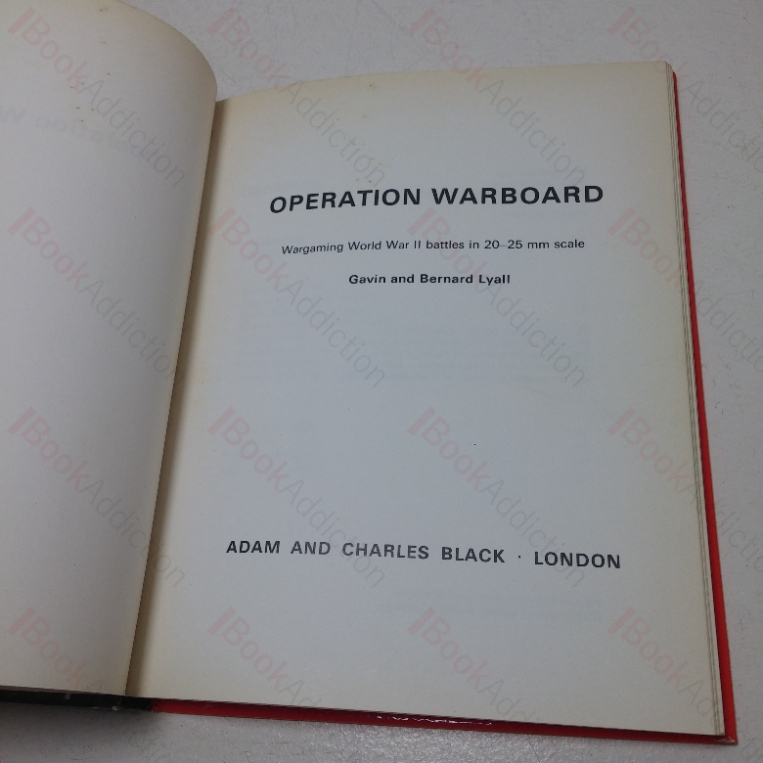 OPERATION WARBOARD
Wargaming World War II battles in 20-25 mm scale
Gavin and Bernard Lyall
ADAM AND CHARLES BLACK · LONDON
BookAddiction